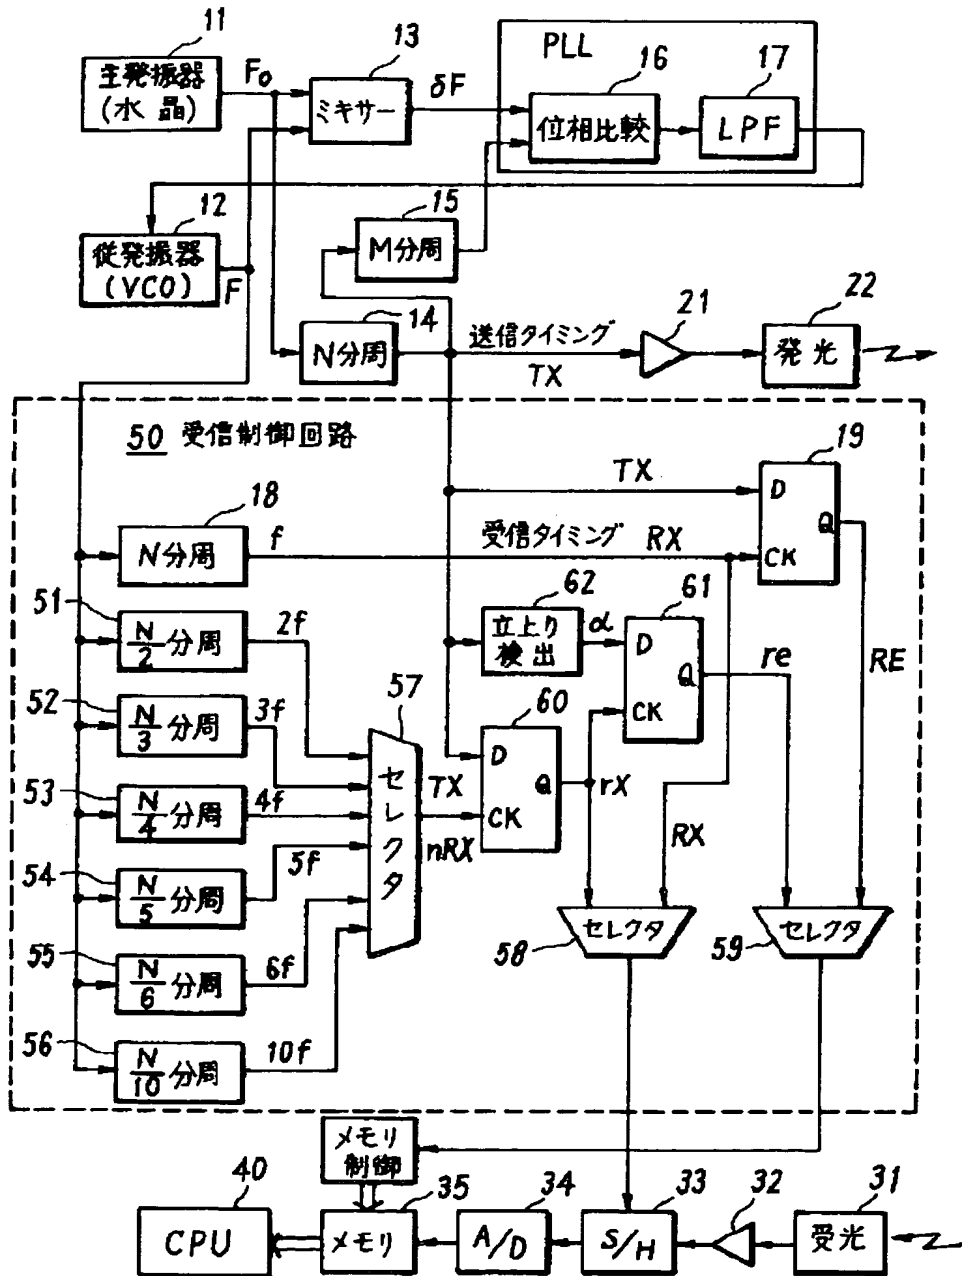 11
主発振器
(水晶)
Fo
13
ミキサー
δF
PLL
16
位相比較
17
LPF
12
従発振器
(VCO)
F
15
M分周
14
N分周
送信タイミング
TX
21
22
発光
50 受信制御回路
TX
19
D
Q
CK
18
N分周
f
受信タイミング RX
51
N/2 分周
2f
62
立上り
検出
α
61
D
Q
CK
re
RE
52
N/3 分周
3f
57
セレクタ
60
D
Q
CK
TX
nRX
rX
RX
53
N/4 分周
4f
54
N/5 分周
5f
55
N/6 分周
6f
56
N/10 分周
10f
58
セレクタ
59
セレクタ
メモリ
制御
40
CPU
35
メモリ
34
A/D
33
S/H
32
31
受光